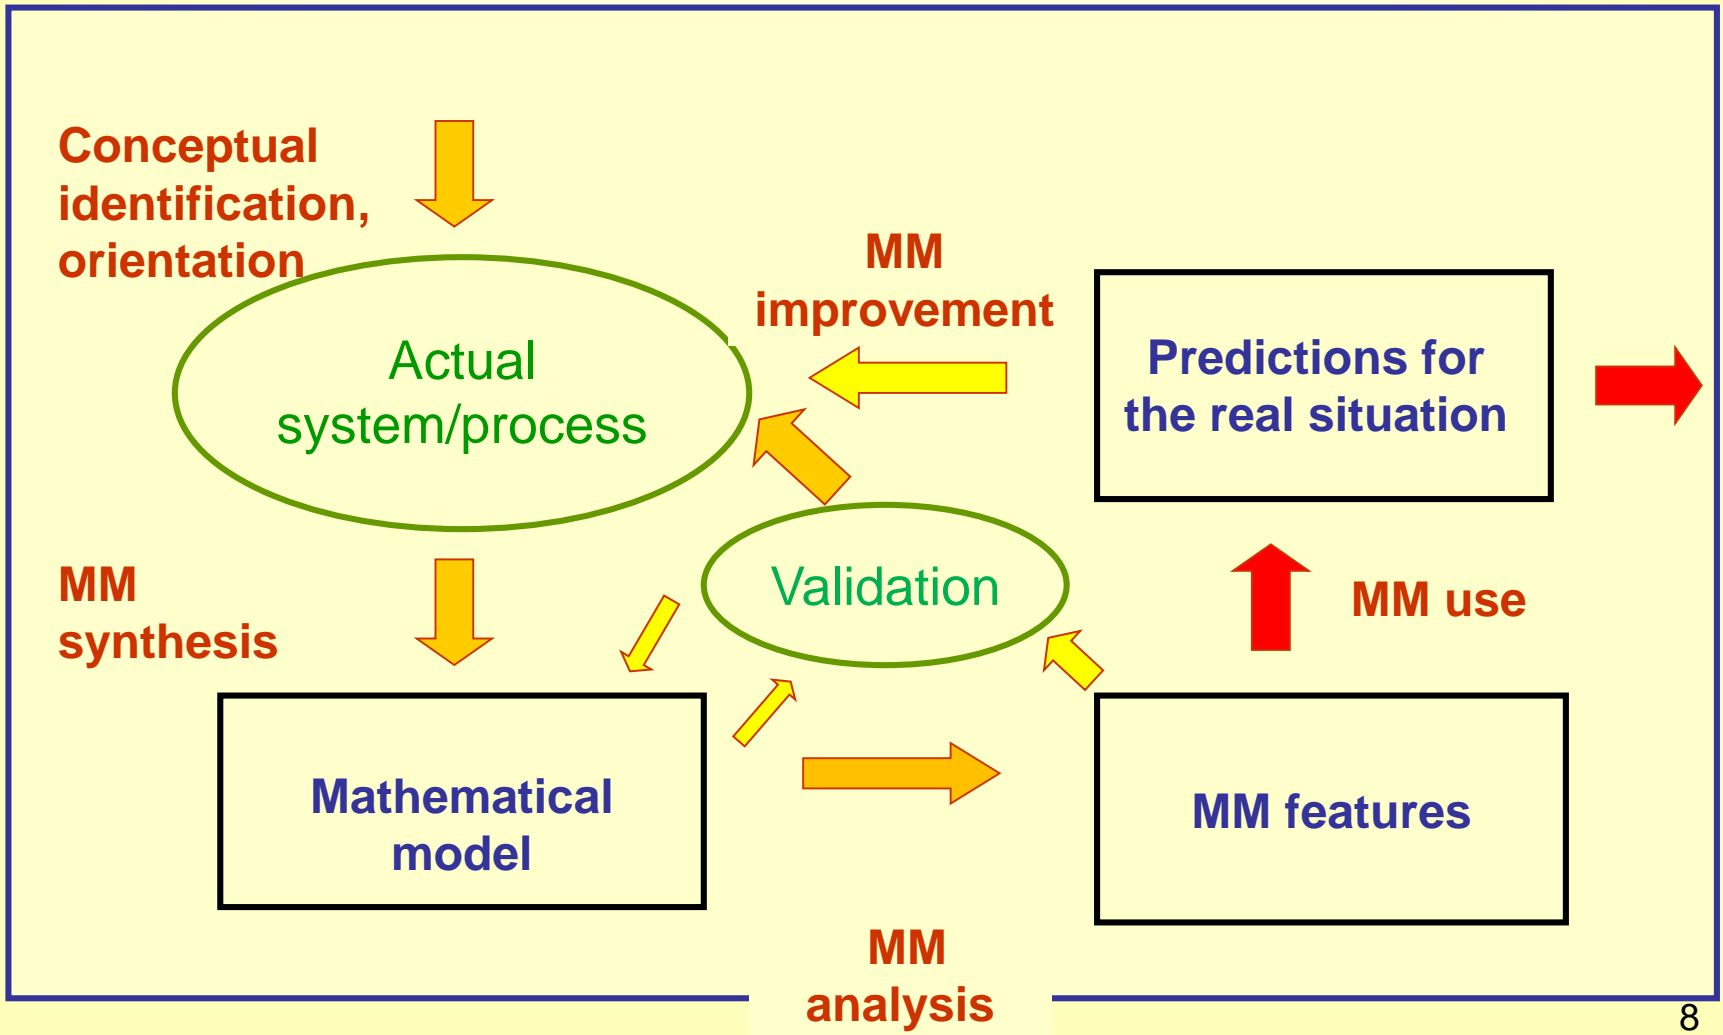 Conceptual
identification,
orientation
MM
improvement
Actual
system/process
Predictions for
the real situation
MM
synthesis
Validation
MM use
Mathematical
model
MM features
MM
analysis
8